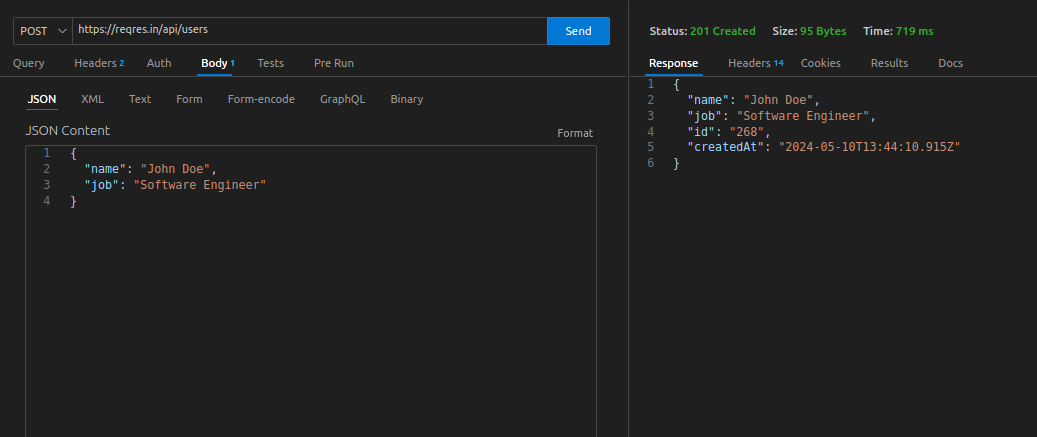 POST https://reqres.in/api/users Send
Query Headers 2 Auth Body 1 Tests Pre Run
JSON XML Text Form Form-encode GraphQL Binary
JSON Content Format
1 {
2 "name": "John Doe",
3 "job": "Software Engineer"
4 }
Status: 201 Created Size: 95 Bytes Time: 719 ms
Response Headers 14 Cookies Results Docs
1 {
2 "name": "John Doe",
3 "job": "Software Engineer",
4 "id": "268",
5 "createdAt": "2024-05-10T13:44:10.915Z"
6 }